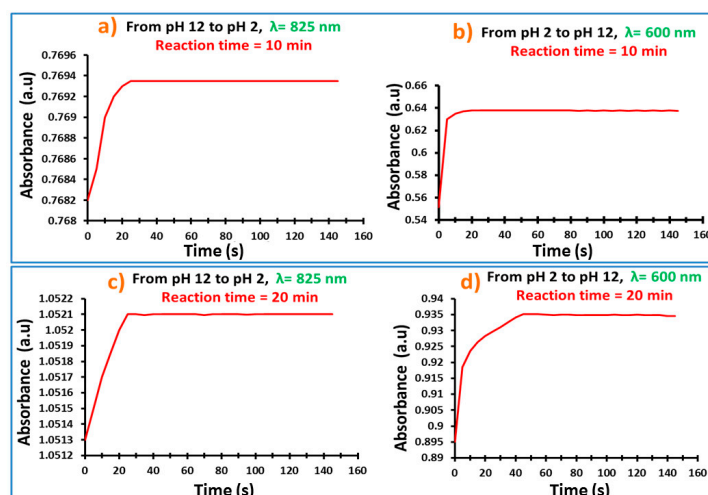 a) From pH 12 to pH 2, λ= 825 nm
Reaction time = 10 min
Absorbance (a.u)
0.7696
0.7694
0.7692
0.769
0.7688
0.7686
0.7684
0.7682
0.768
0 20 40 60 80 100 120 140 160
Time (s)
b) From pH 2 to pH 12, λ= 600 nm
Reaction time = 10 min
Absorbance (a.u)
0.66
0.64
0.62
0.6
0.58
0.56
0.54
0 20 40 60 80 100 120 140 160
Time (s)
c) From pH 12 to pH 2, λ= 825 nm
Reaction time = 20 min
Absorbance (a.u)
1.0522
1.0521
1.052
1.0519
1.0518
1.0517
1.0516
1.0515
1.0514
1.0513
1.0512
0 20 40 60 80 100 120 140 160
Time (s)
d) From pH 2 to pH 12, λ= 600 nm
Reaction time = 20 min
Absorbance (a.u)
0.94
0.935
0.93
0.925
0.92
0.915
0.91
0.905
0.9
0.895
0.89
0 20 40 60 80 100 120 140 160
Time (s)